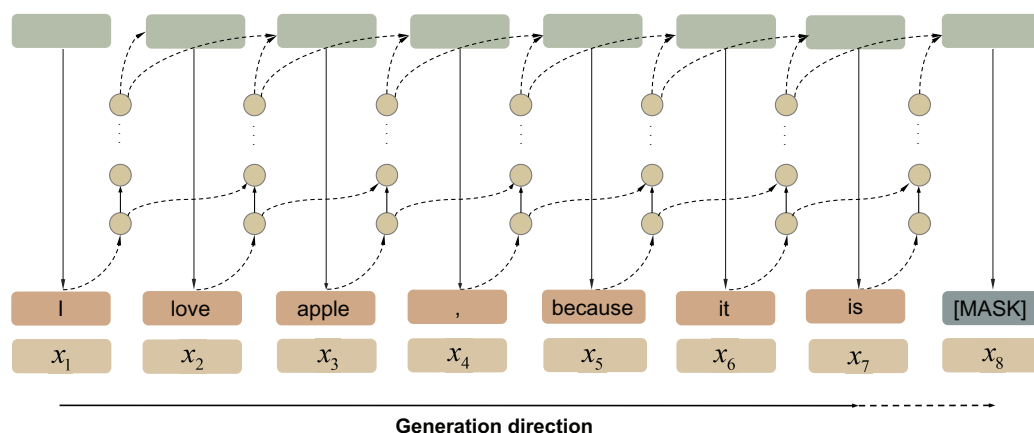 I love apple , because it is [MASK]
x₁ x₂ x₃ x₄ x₅ x₆ x₇ x₈
Generation direction